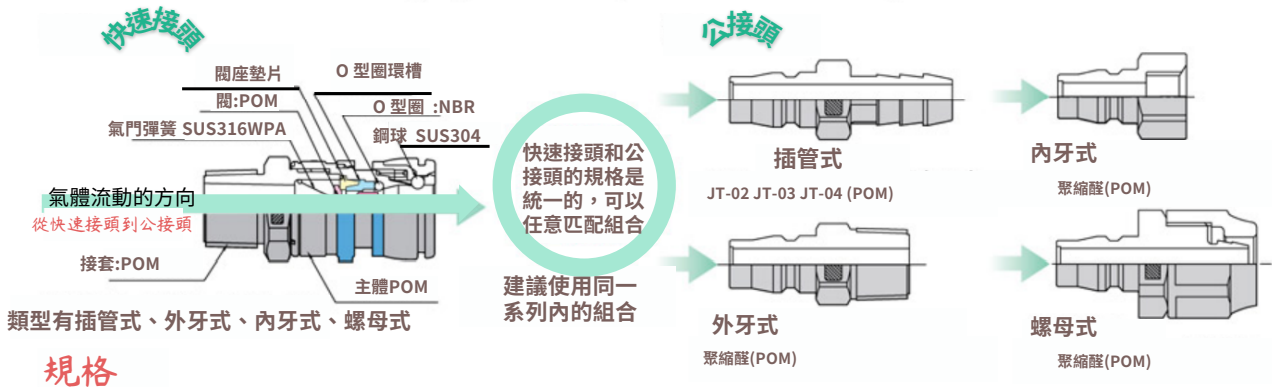 快速接頭
公接頭
閥座墊片
O 型圈環槽
閥:POM
O 型圈 :NBR
氣門彈簧 SUS316WPA
鋼球 SUS304
氣體流動的方向
從快速接頭到公接頭
接套:POM
主體POM
類型有插管式、外牙式、內牙式、螺母式
快速接頭和公
接頭的規格是
統一的，可以
任意匹配組合
建議使用同一
系列內的組合
插管式
JT-02 JT-03 JT-04 (POM)
內牙式
聚縮醛(POM)
外牙式
聚縮醛(POM)
螺母式
聚縮醛(POM)
規格